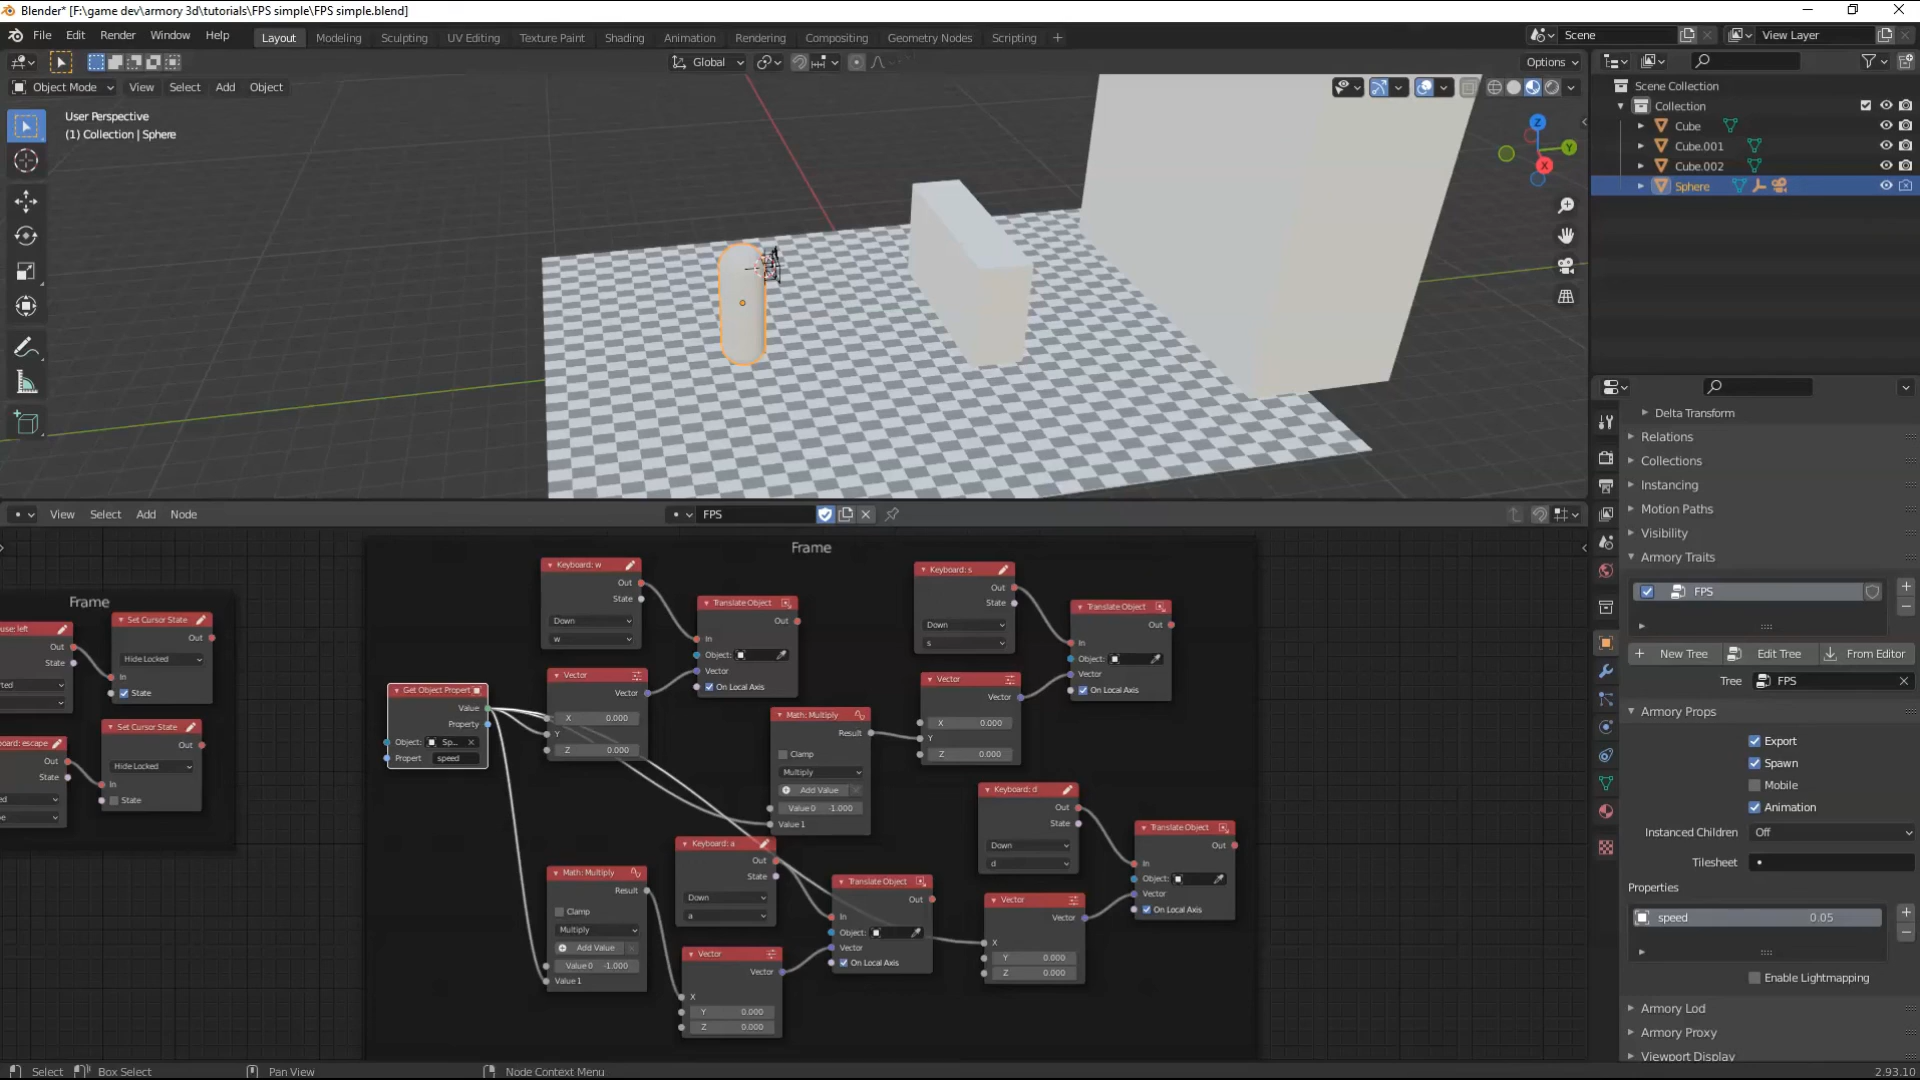 Blender* [F:\game dev\armory 3d\tutorials\FPS simple\FPS simple.blend]
File Edit Render Window Help
Layout Modeling Sculpting UV Editing Texture Paint Shading Animation Rendering Compositing Geometry Nodes Scripting
Scene
View Layer
Global
Options
Object Mode View Select Add Object
User Perspective
(1) Collection | Sphere
Z
Y
X
Scene Collection
Collection
Cube
Cube.001
Cube.002
Sphere
View Select Add Node
FPS
Frame
Set Cursor State
Out
Hide Locked
In
State
use: left
Out
State
Set Cursor State
Out
Hide Locked
In
State
board: escape
Out
State
Frame
Keyboard: w
Out
State
Down
w
Translate Object
Out
In
Object:
Vector
On Local Axis
Vector
Vector
X 0.000
Y
Z 0.000
Get Object Propert
Value
Property
Object: Sp...
Propert speed
Keyboard: s
Out
State
Down
s
Translate Object
Out
In
Object:
Vector
On Local Axis
Vector
Vector
X 0.000
Y
Z 0.000
Math: Multiply
Result
Clamp
Multiply
Add Value
Value 0 -1.000
Value 1
Math: Multiply
Result
Clamp
Multiply
Add Value
Value 0 -1.000
Value 1
Keyboard: a
Out
State
Down
a
Translate Object
Out
In
Object:
Vector
On Local Axis
Vector
Vector
X
Y 0.000
Z 0.000
Keyboard: d
Out
State
Down
d
Translate Object
Out
In
Object:
Vector
On Local Axis
Vector
Vector
X
Y 0.000
Z 0.000
Delta Transform
Relations
Collections
Instancing
Motion Paths
Visibility
Armory Traits
FPS
New Tree Edit Tree From Editor
Tree FPS
Armory Props
Export
Spawn
Mobile
Animation
Instanced Children Off
Tilesheet
Properties
speed 0.05
Enable Lightmapping
Armory Lod
Armory Proxy
Viewport Display
Select Box Select Pan View Node Context Menu
2.93.10